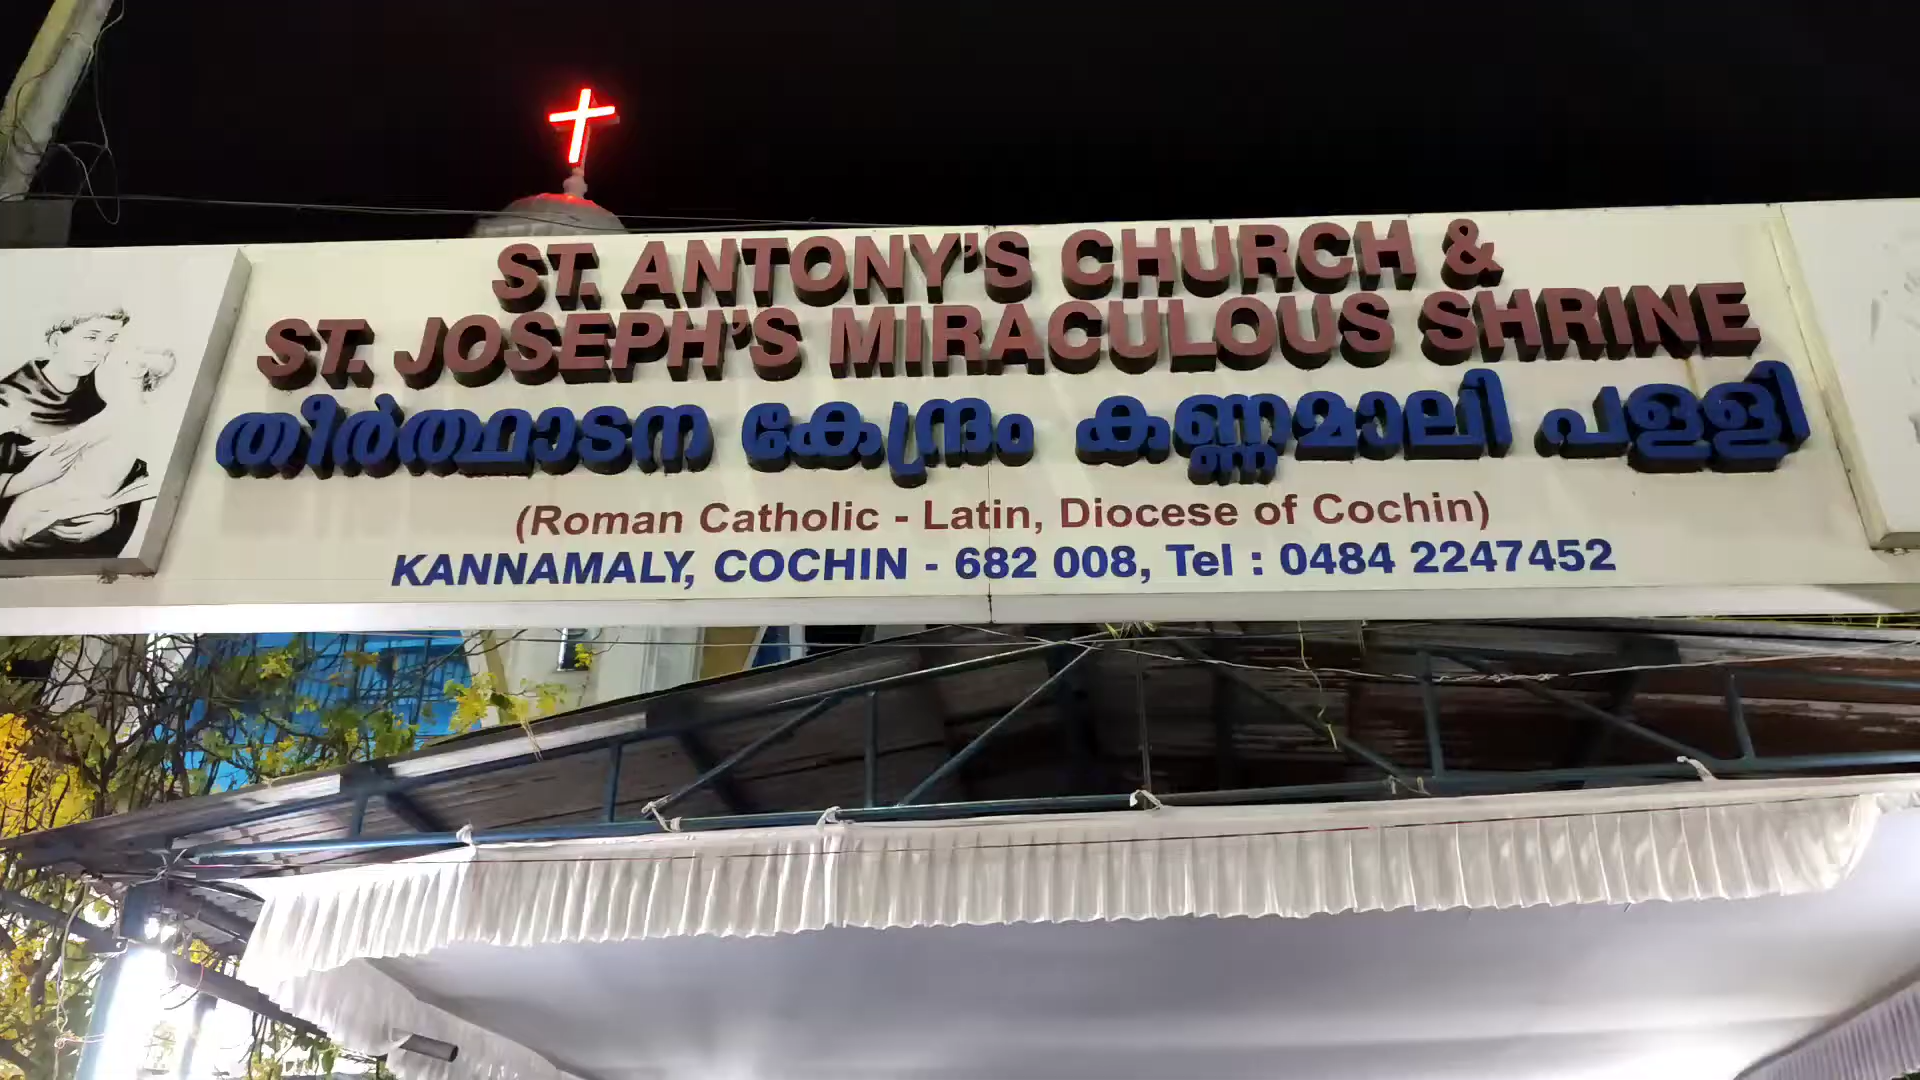 ST. ANTONY'S CHURCH &
ST. JOSEPH'S MIRACULOUS SHRINE
തീർത്ഥാടന കേന്ദ്രം കണ്ണമാലി പള്ളി
(Roman Catholic - Latin, Diocese of Cochin)
KANNAMALY, COCHIN - 682 008, Tel : 0484 2247452